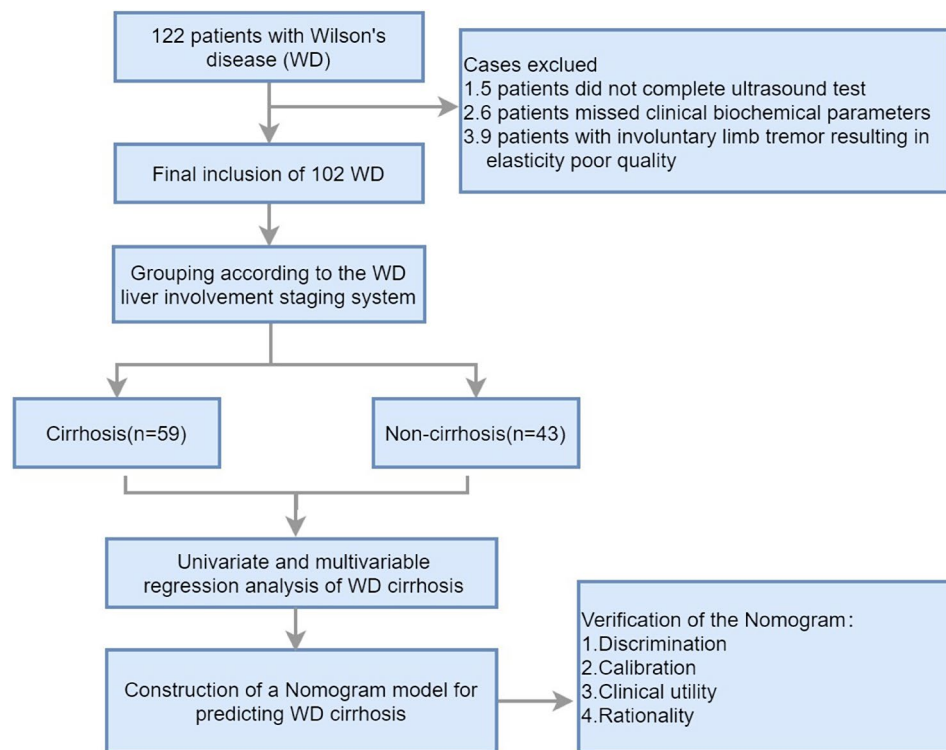 122 patients with Wilson's
disease (WD)
Cases exclued
1.5 patients did not complete ultrasound test
2.6 patients missed clinical biochemical parameters
3.9 patients with involuntary limb tremor resulting in
elasticity poor quality
Final inclusion of 102 WD
Grouping according to the WD
liver involvement staging system
Cirrhosis(n=59)
Non-cirrhosis(n=43)
Univariate and multivariable
regression analysis of WD cirrhosis
Construction of a Nomogram model for
predicting WD cirrhosis
Verification of the Nomogram：
1.Discrimination
2.Calibration
3.Clinical utility
4.Rationality